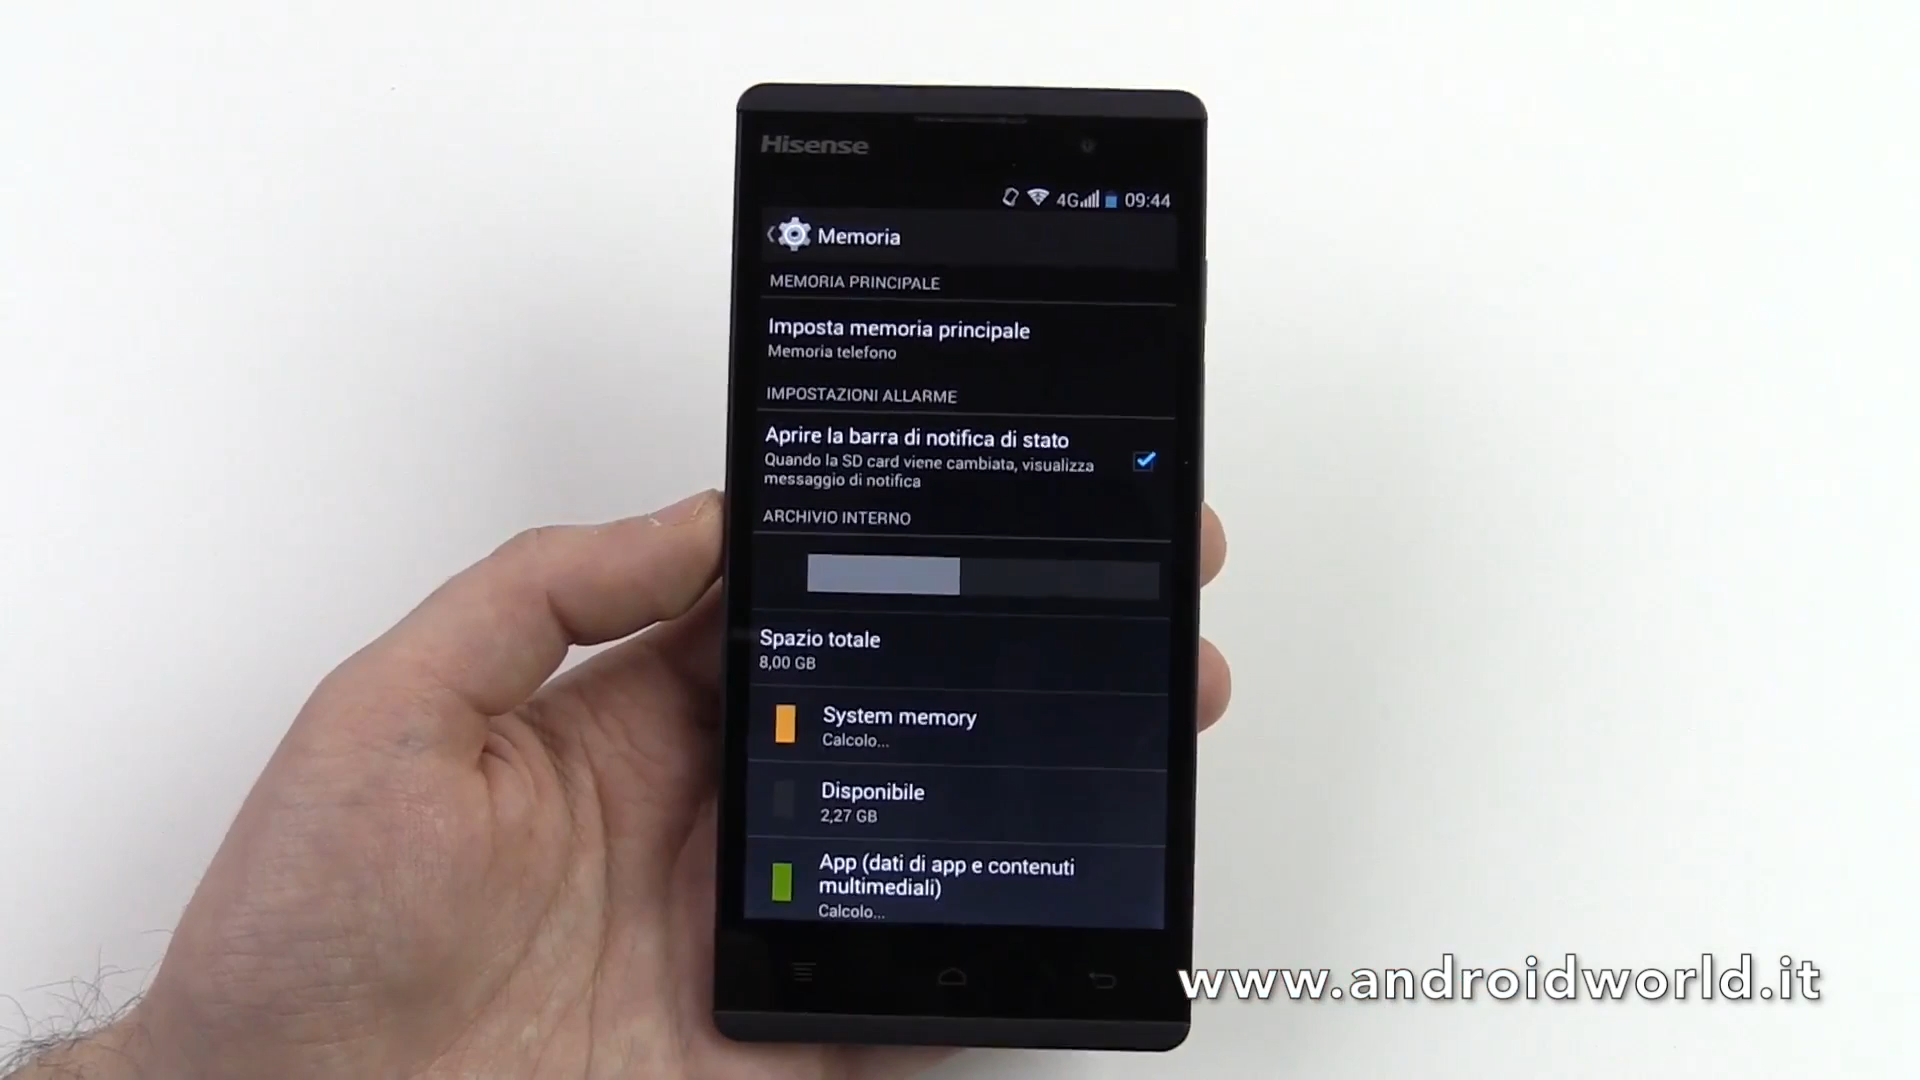 Hisense
4G 09:44
Memoria
MEMORIA PRINCIPALE
Imposta memoria principale
Memoria telefono
IMPOSTAZIONI ALLARME
Aprire la barra di notifica di stato
Quando la SD card viene cambiata, visualizza
messaggio di notifica
ARCHIVIO INTERNO
Spazio totale
8,00 GB
System memory
Calcolo...
Disponibile
2,27 GB
App (dati di app e contenuti
multimediali)
Calcolo...
www.androidworld.it